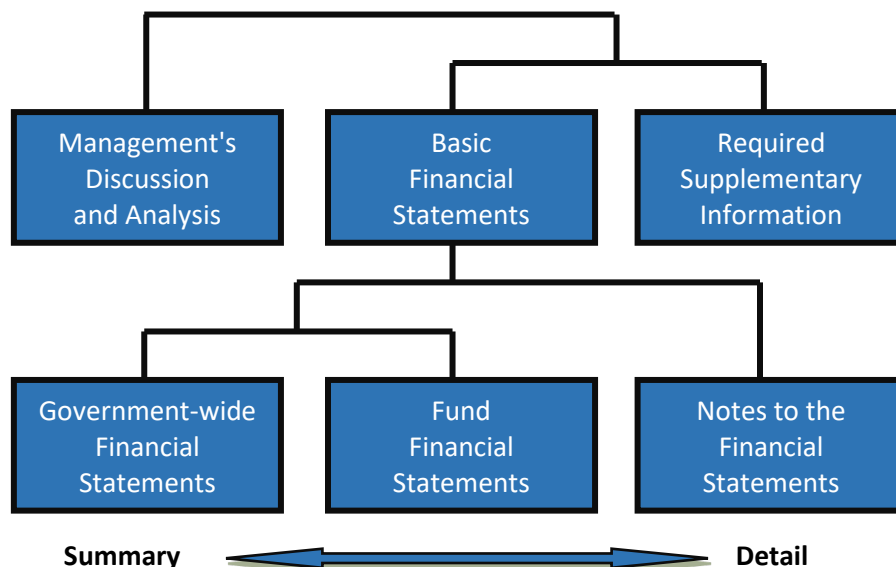 Management's
Discussion
and Analysis
Basic
Financial
Statements
Required
Supplementary
Information
Government-wide
Financial
Statements
Fund
Financial
Statements
Notes to the
Financial
Statements
Summary
Detail